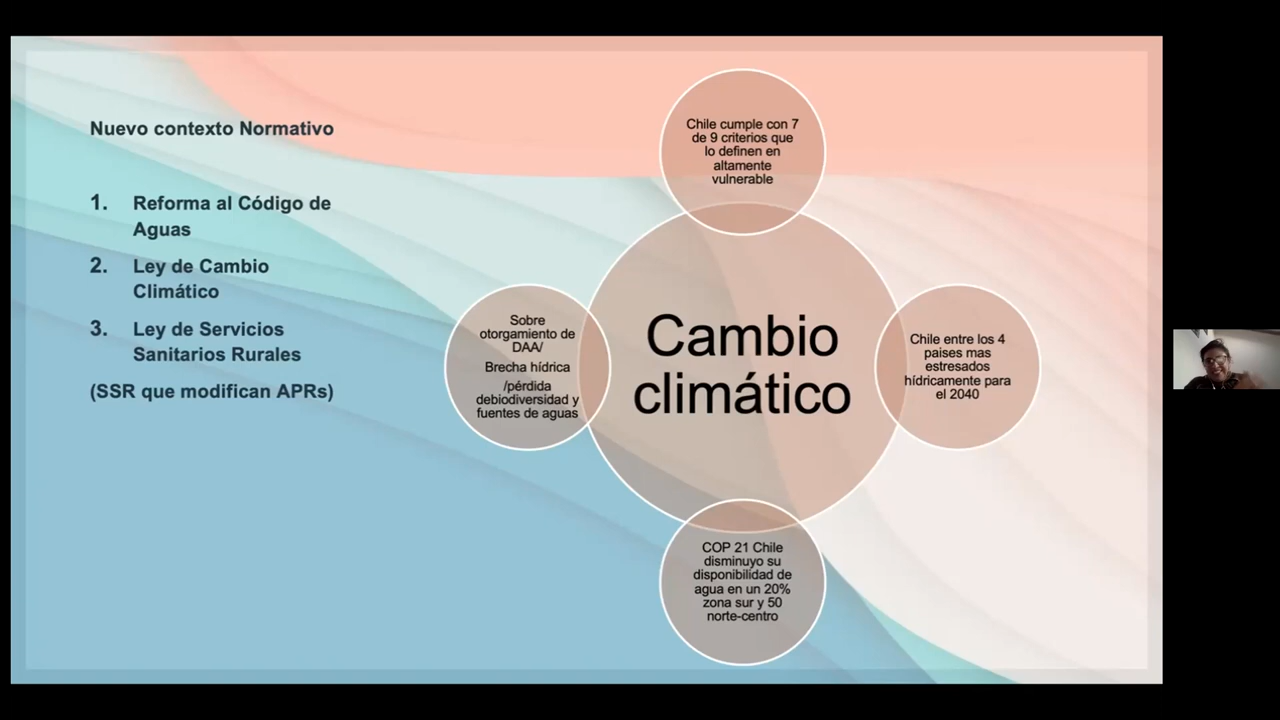 Nuevo contexto Normativo
1. Reforma al Código de
Aguas
2. Ley de Cambio
Climático
3. Ley de Servicios
Sanitarios Rurales
(SSR que modifican APRs)
Chile cumple con 7
de 9 criterios que
lo definen en
altamente
vulnerable
Sobre
otorgamiento de
DAA/
Brecha hídrica
/pérdida
debiodiversidad y
fuentes de aguas
Cambio
climático
Chile entre los 4
paises mas
estresados
hídricamente para
el 2040
COP 21 Chile
disminuyo su
disponibilidad de
agua en un 20%
zona sur y 50
norte-centro